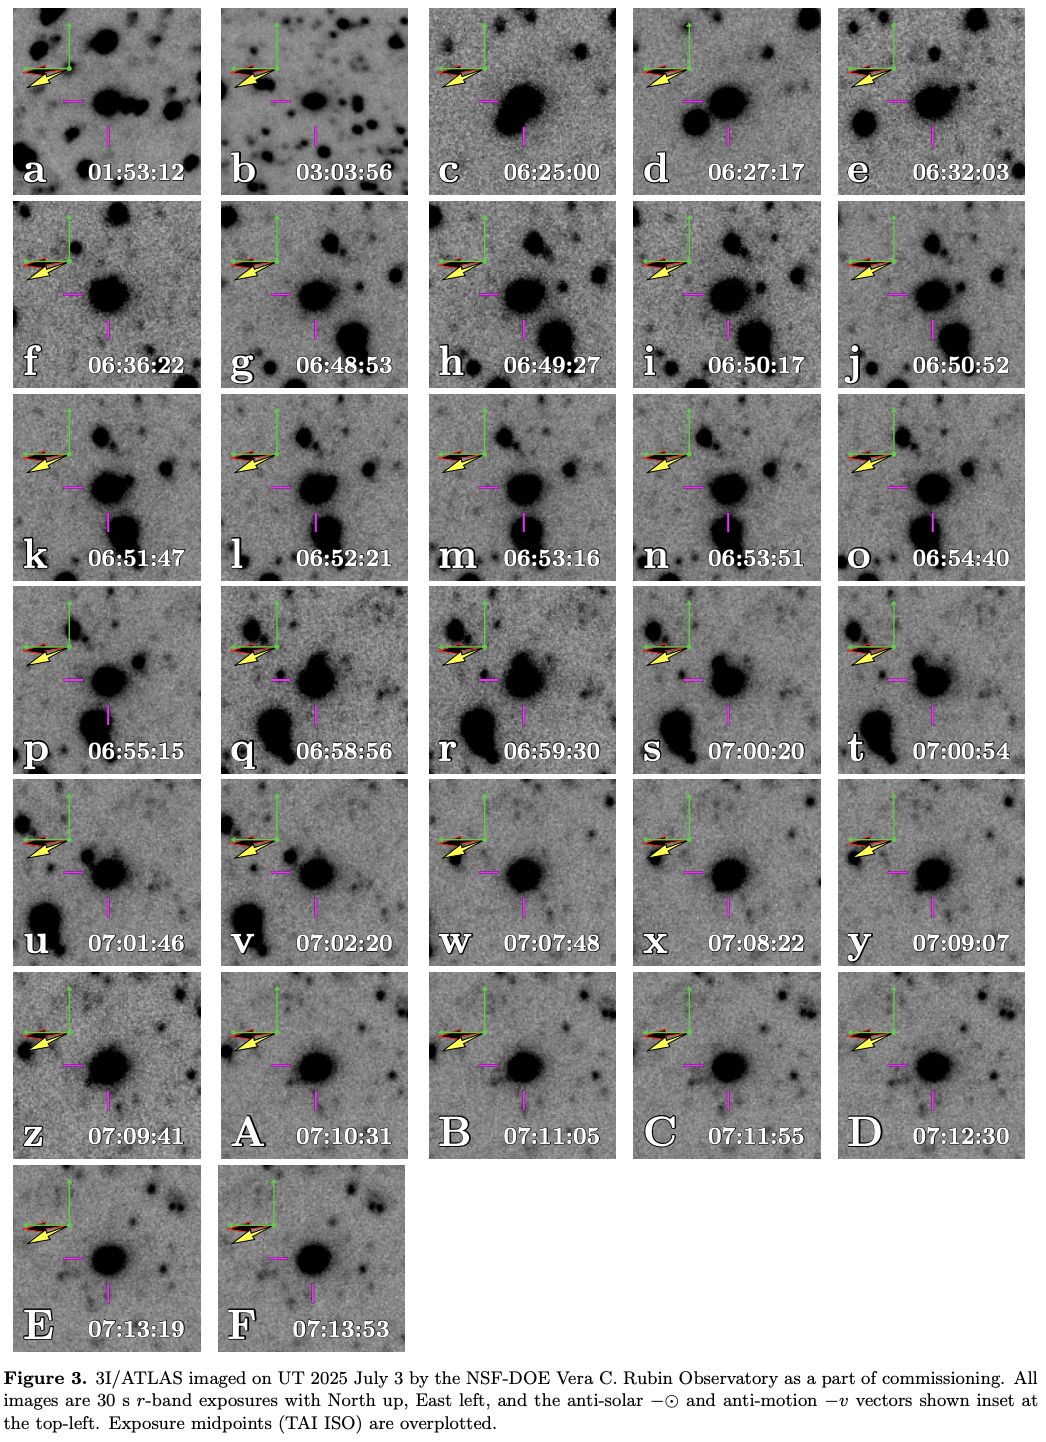 a 01:53:12
b 03:03:56
c 06:25:00
d 06:27:17
e 06:32:03
f 06:36:22
g 06:48:53
h 06:49:27
i 06:50:17
j 06:50:52
k 06:51:47
l 06:52:21
m 06:53:16
n 06:53:51
o 06:54:40
p 06:55:15
q 06:58:56
r 06:59:30
s 07:00:20
t 07:00:54
u 07:01:46
v 07:02:20
w 07:07:48
x 07:08:22
y 07:09:07
z 07:09:41
A 07:10:31
B 07:11:05
C 07:11:55
D 07:12:30
E 07:13:19
F 07:13:53
Figure 3. 3I/ATLAS imaged on UT 2025 July 3 by the NSF-DOE Vera C. Rubin Observatory as a part of commissioning. All
images are 30 s r-band exposures with North up, East left, and the anti-solar −⊙ and anti-motion −v vectors shown inset at
the top-left. Exposure midpoints (TAI ISO) are overplotted.